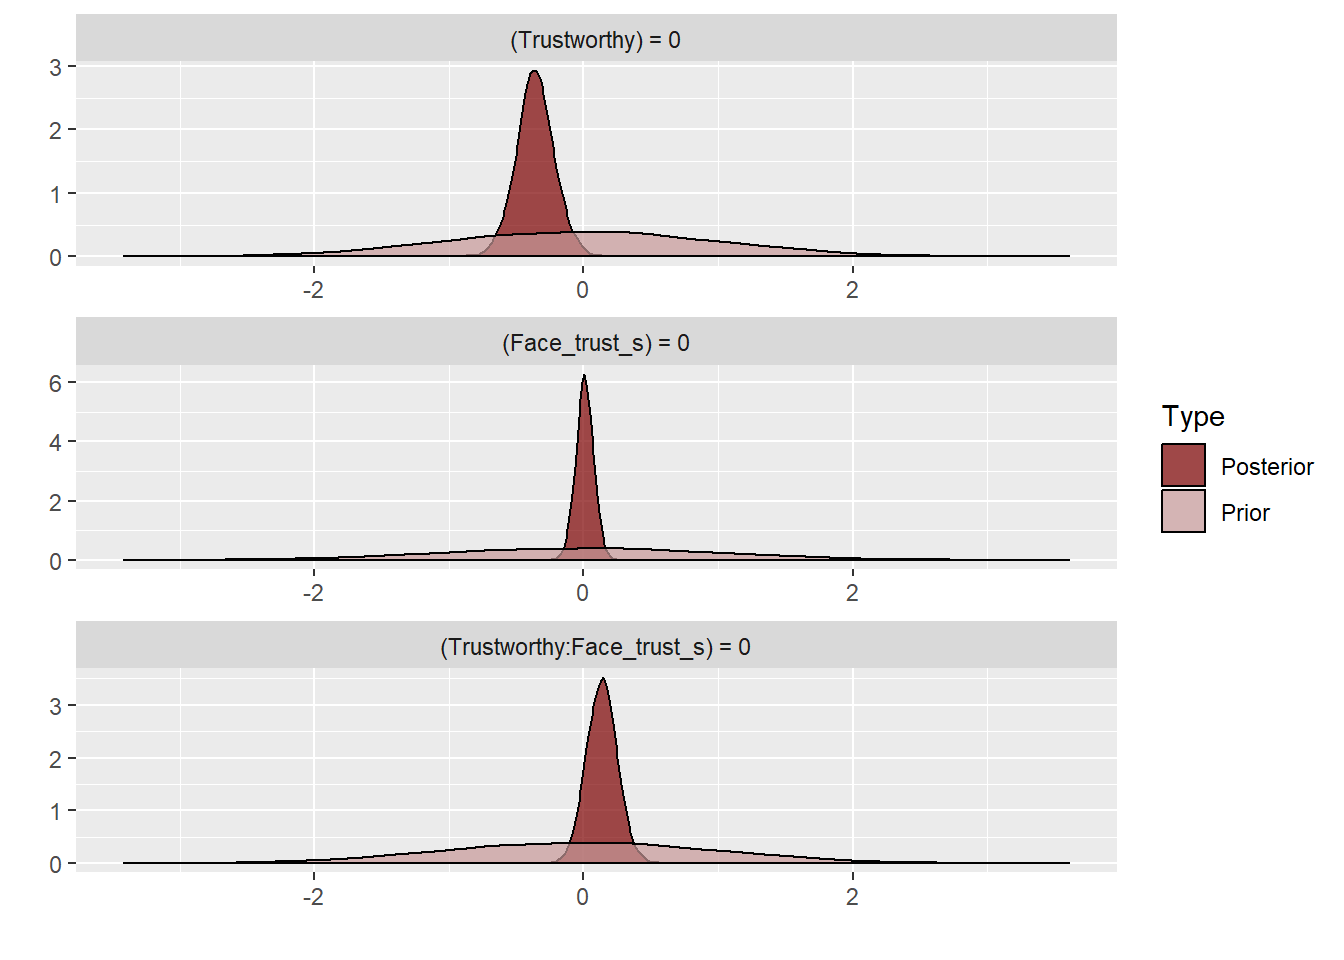 (Trustworthy) = 0
3
2
1
0
-2 0 2
(Face_trust_s) = 0
6
4
2
0
-2 0 2
(Trustworthy:Face_trust_s) = 0
3
2
1
0
-2 0 2
Type
Posterior
Prior